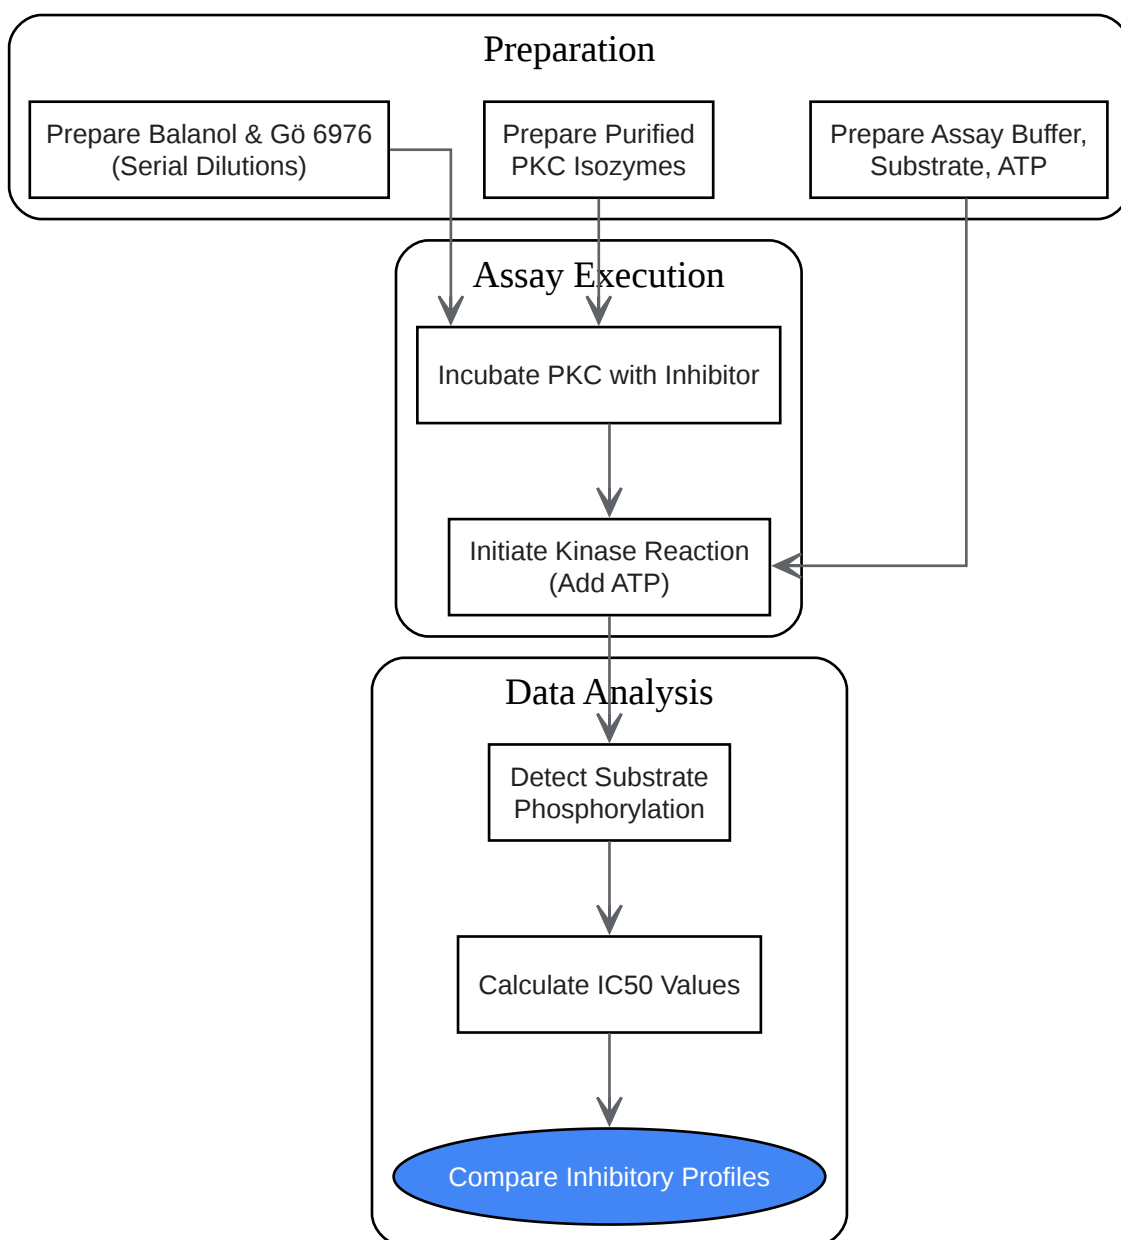 Preparation
Prepare Balanol & Gö 6976
(Serial Dilutions)
Prepare Purified
PKC Isozymes
Prepare Assay Buffer,
Substrate, ATP
Assay Execution
Incubate PKC with Inhibitor
Initiate Kinase Reaction
(Add ATP)
Data Analysis
Detect Substrate
Phosphorylation
Calculate IC50 Values
Compare Inhibitory Profiles